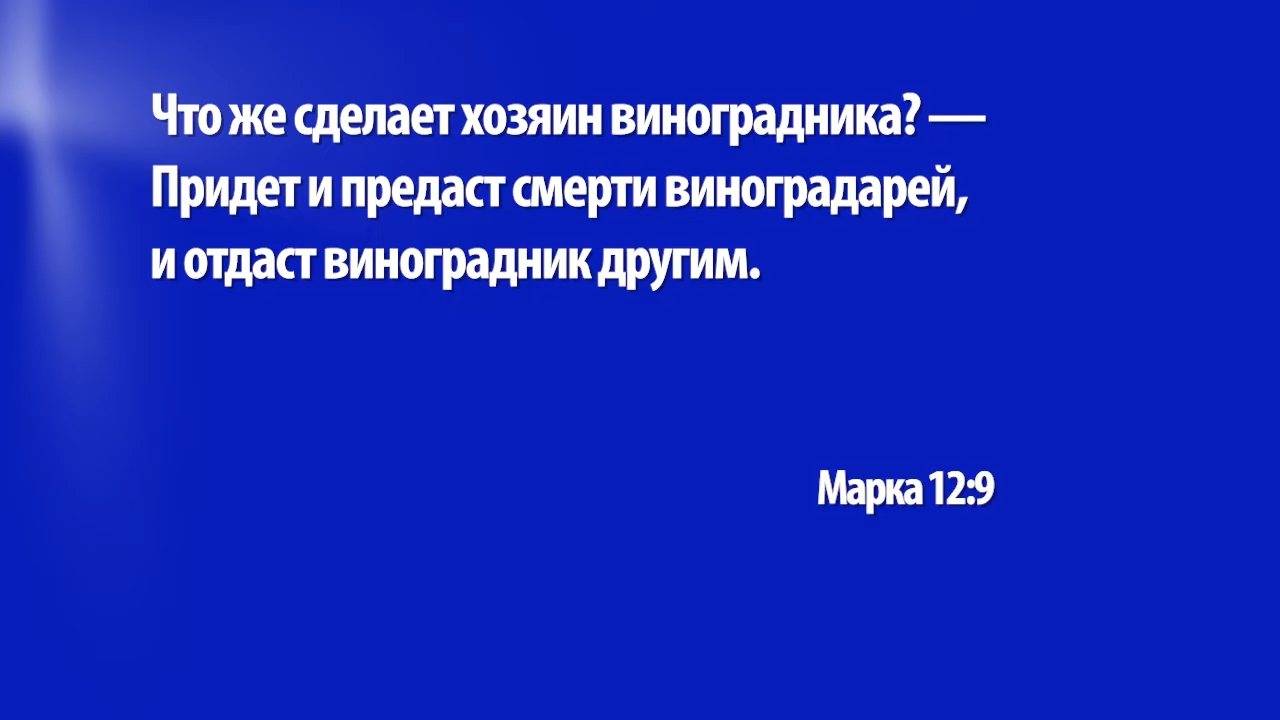 Что же сделает хозяин виноградника? —
Придет и предаст смерти виноградарей,
и отдаст виноградник другим.
Марка 12:9